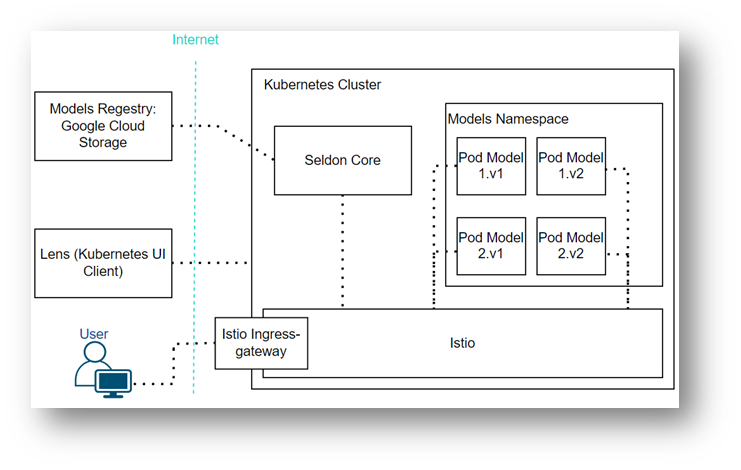 Internet
Kubernetes Cluster
Models Regestry:
Google Cloud
Storage
Seldon Core
Models Namespace
Pod Model
1.v1
Pod Model
1.v2
Pod Model
2.v1
Pod Model
2.v2
Lens (Kubernetes UI
Client)
User
Istio Ingress-
gateway
Istio